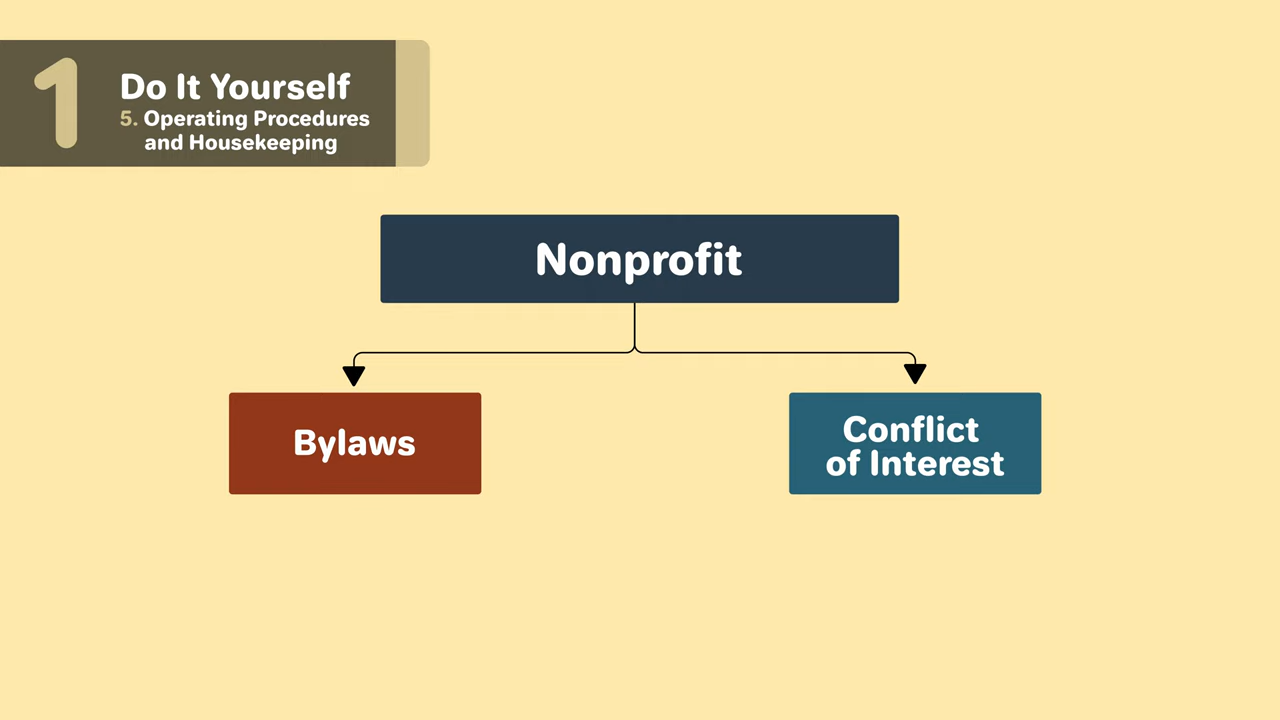 1
Do It Yourself
5. Operating Procedures
and Housekeeping
Nonprofit
Bylaws
Conflict
of Interest